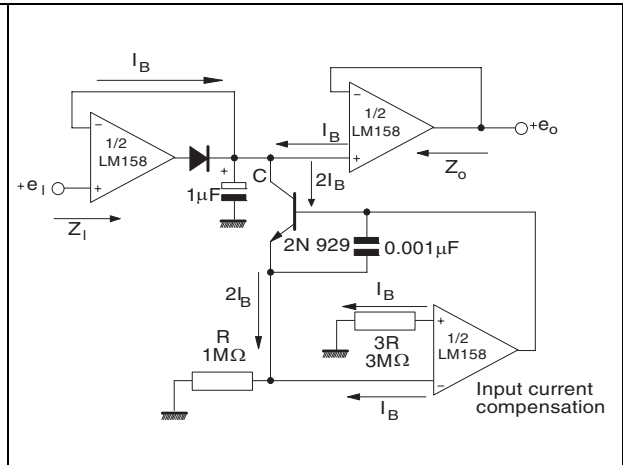 I_B
−
1/2
LM158
+
+e_I
Z_I
+
1µF
C
I_B
2I_B
−
1/2
LM158
+
+e_o
Z_o
2N 929
0.001µF
2I_B
R
1MΩ
I_B
3R
3MΩ
+
1/2
LM158
−
I_B
Input current
compensation